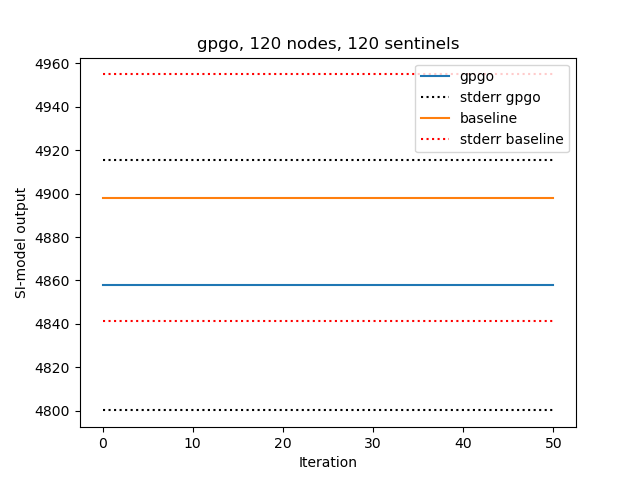 gpgo, 120 nodes, 120 sentinels
gpgo
stderr gpgo
baseline
stderr baseline
SI-model output
4960
4940
4920
4900
4880
4860
4840
4820
4800
0 10 20 30 40 50
Iteration